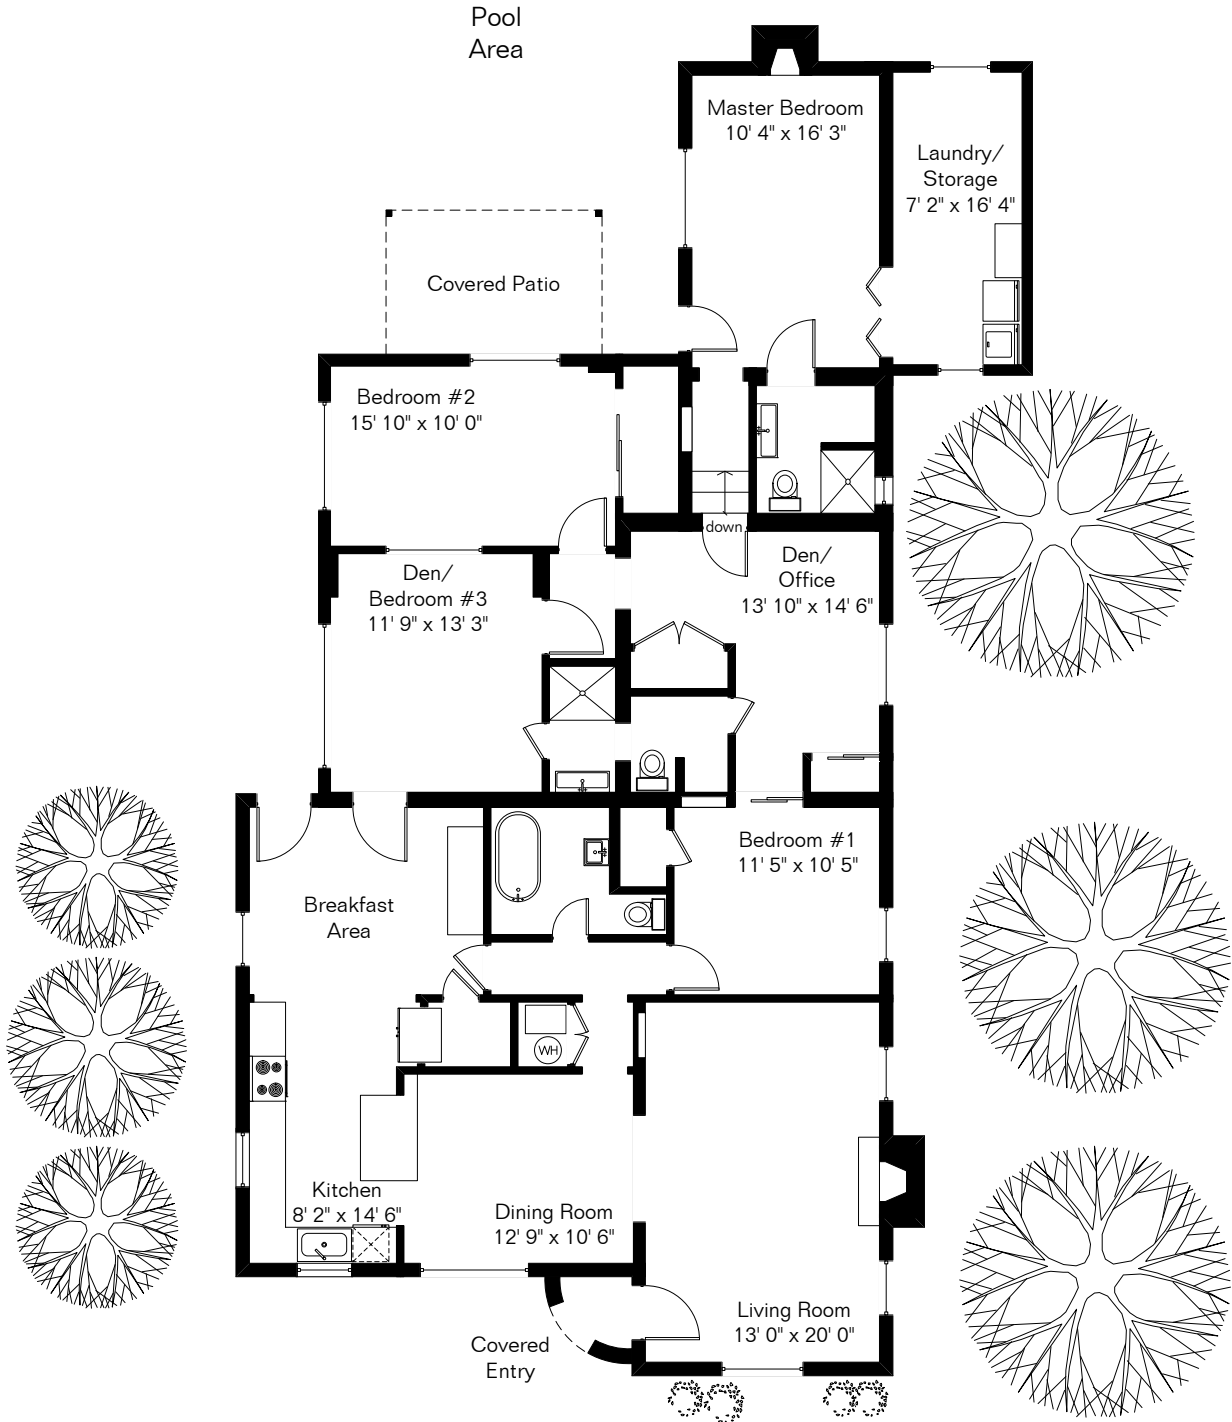 Pool
Area
Master Bedroom
10' 4" x 16' 3"
Laundry/
Storage
7' 2" x 16' 4"
Covered Patio
Bedroom #2
15' 10" x 10' 0"
down
Den/
Office
13' 10" x 14' 6"
Den/
Bedroom #3
11' 9" x 13' 3"
Bedroom #1
11' 5" x 10' 5"
Breakfast
Area
WH
Kitchen
8' 2" x 14' 6"
Dining Room
12' 9" x 10' 6"
Living Room
13' 0" x 20' 0"
Covered
Entry